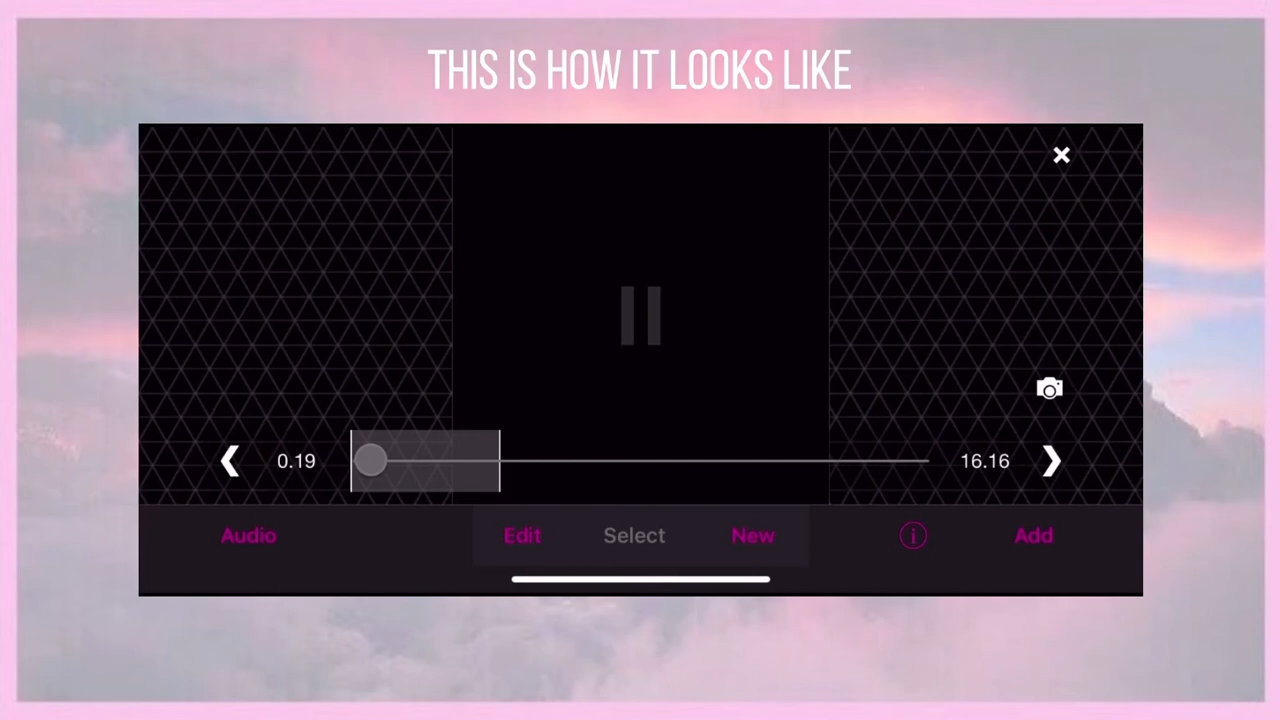 THIS IS HOW IT LOOKS LIKE
0.19
16.16
Audio
Edit
Select
New
Add